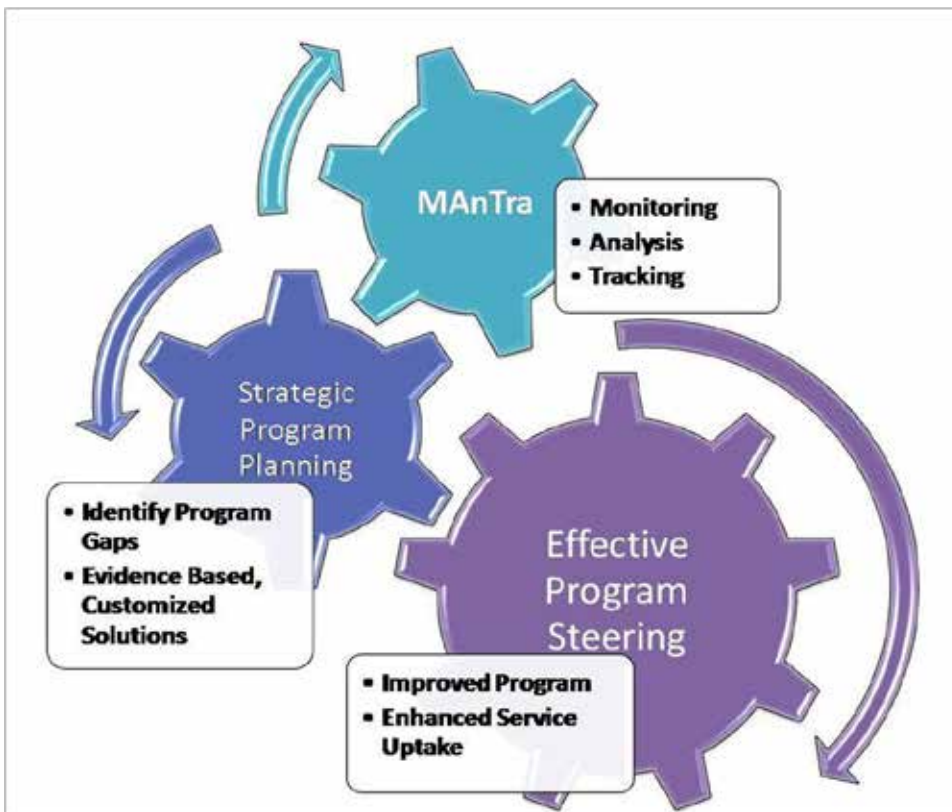 MAnTra
▪ Monitoring
▪ Analysis
▪ Tracking
Strategic
Program
Planning
▪ Identify Program
Gaps
▪ Evidence Based,
Customized
Solutions
Effective
Program
Steering
▪ Improved Program
▪ Enhanced Service
Uptake